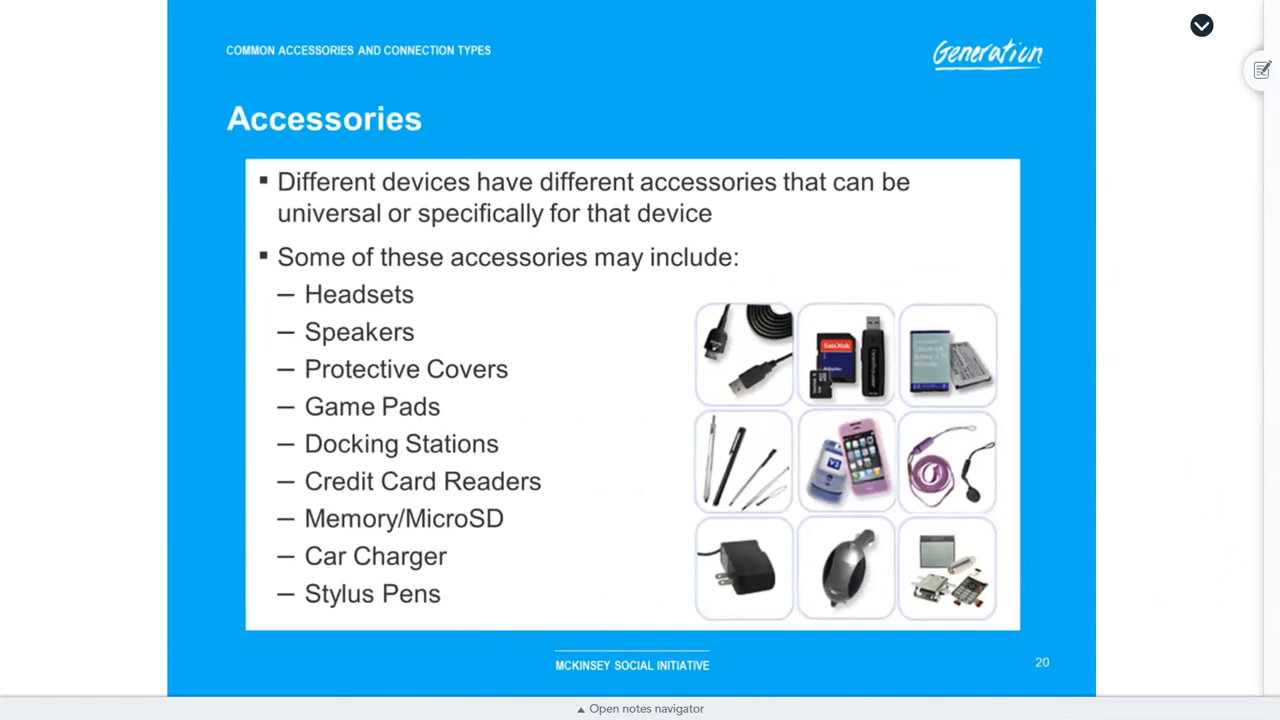 COMMON ACCESSORIES AND CONNECTION TYPES
Generation
Accessories
▪ Different devices have different accessories that can be
universal or specifically for that device
▪ Some of these accessories may include:
– Headsets
– Speakers
– Protective Covers
– Game Pads
– Docking Stations
– Credit Card Readers
– Memory/MicroSD
– Car Charger
– Stylus Pens
SanDisk
Adapter
V3
MCKINSEY SOCIAL INITIATIVE
20
▲ Open notes navigator